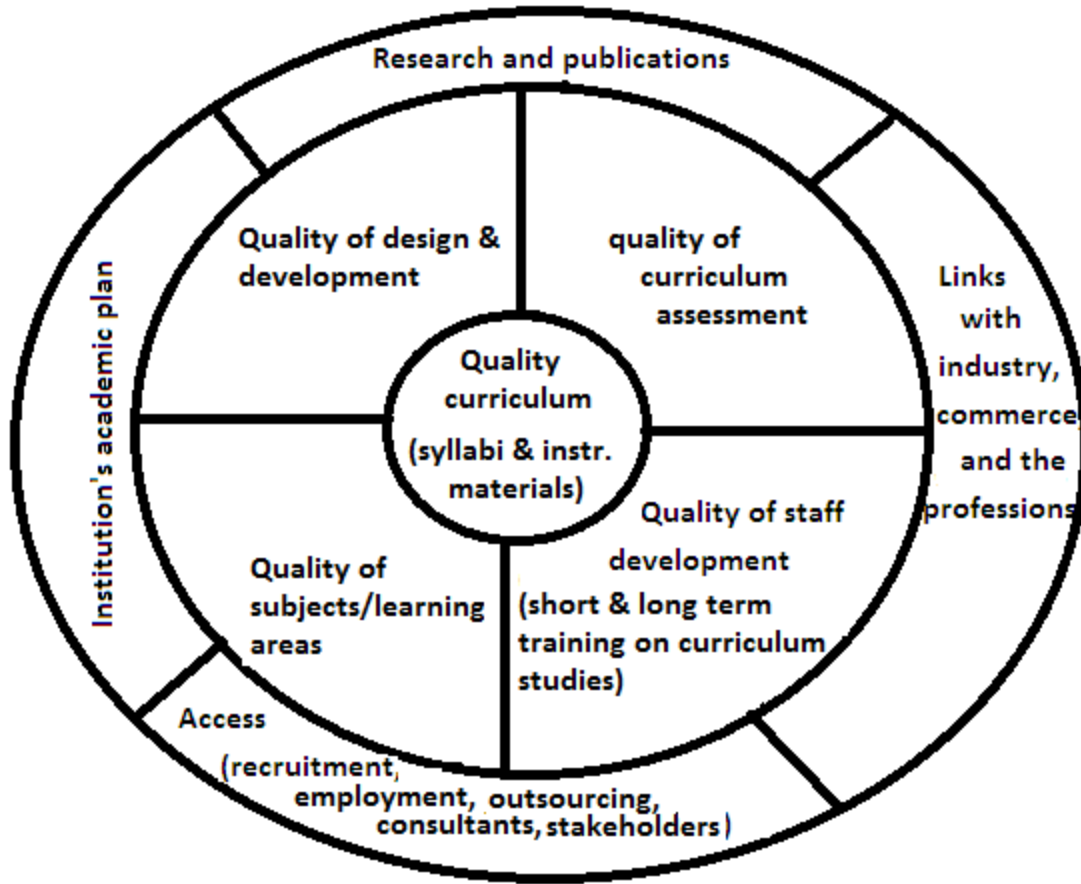 Research and publications
Institution's academic plan
Quality of design &
development
quality of
curriculum
assessment
Links
with
industry,
commerce,
and the
professions
Quality
curriculum
(syllabi & instr.
materials)
Quality of
subjects/learning
areas
Quality of staff
development
(short & long term
training on curriculum
studies)
Access
(recruitment,
employment, outsourcing,
consultants, stakeholders)